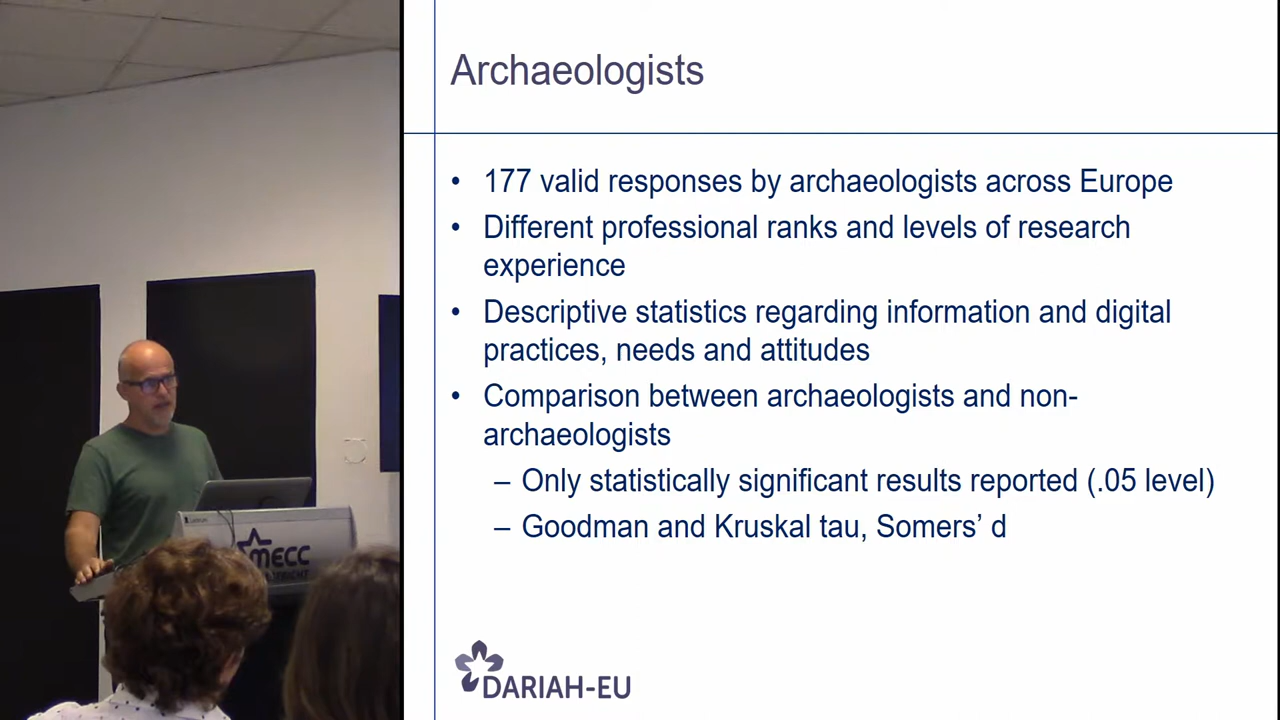 Archaeologists
• 177 valid responses by archaeologists across Europe
• Different professional ranks and levels of research
experience
• Descriptive statistics regarding information and digital
practices, needs and attitudes
• Comparison between archaeologists and non-
archaeologists
– Only statistically significant results reported (.05 level)
– Goodman and Kruskal tau, Somers’ d
DARIAH-EU
MECC